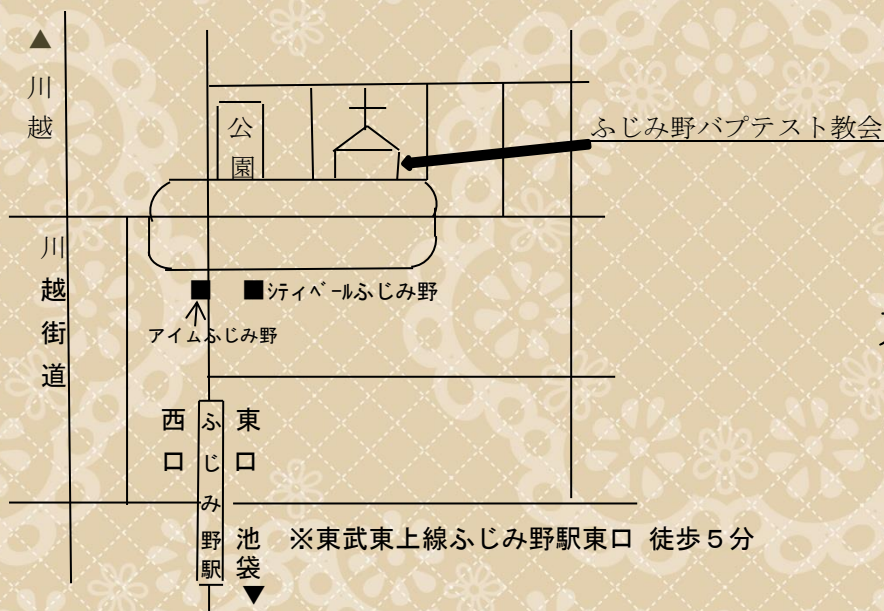 ▲
川越
公園
ふじみ野バプテスト教会
川越街道
■
■シティベールふじみ野
アイムふじみ野
西口
ふじみ野駅
東口
池袋
▼
※東武東上線ふじみ野駅東口 徒歩５分